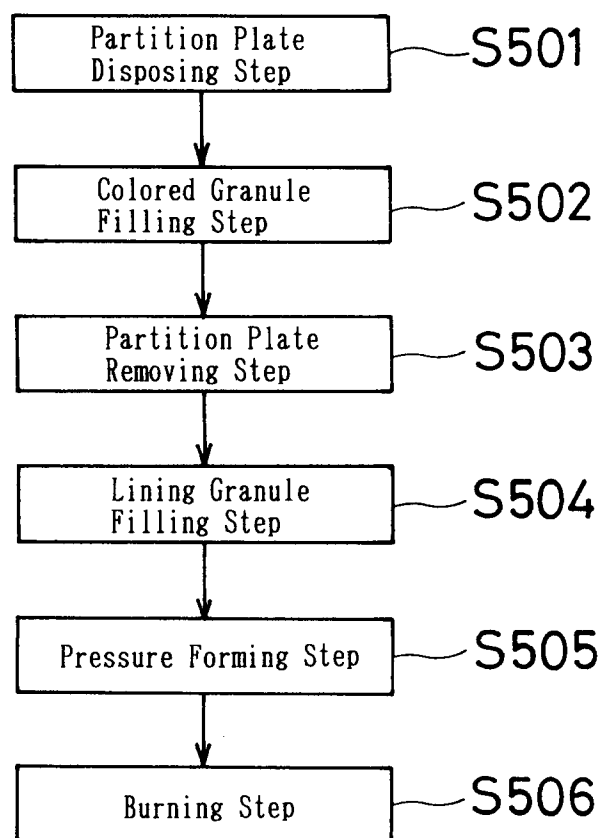 Partition Plate
Disposing Step
S501
Colored Granule
Filling Step
S502
Partition Plate
Removing Step
S503
Lining Granule
Filling Step
S504
Pressure Forming Step
S505
Burning Step
S506